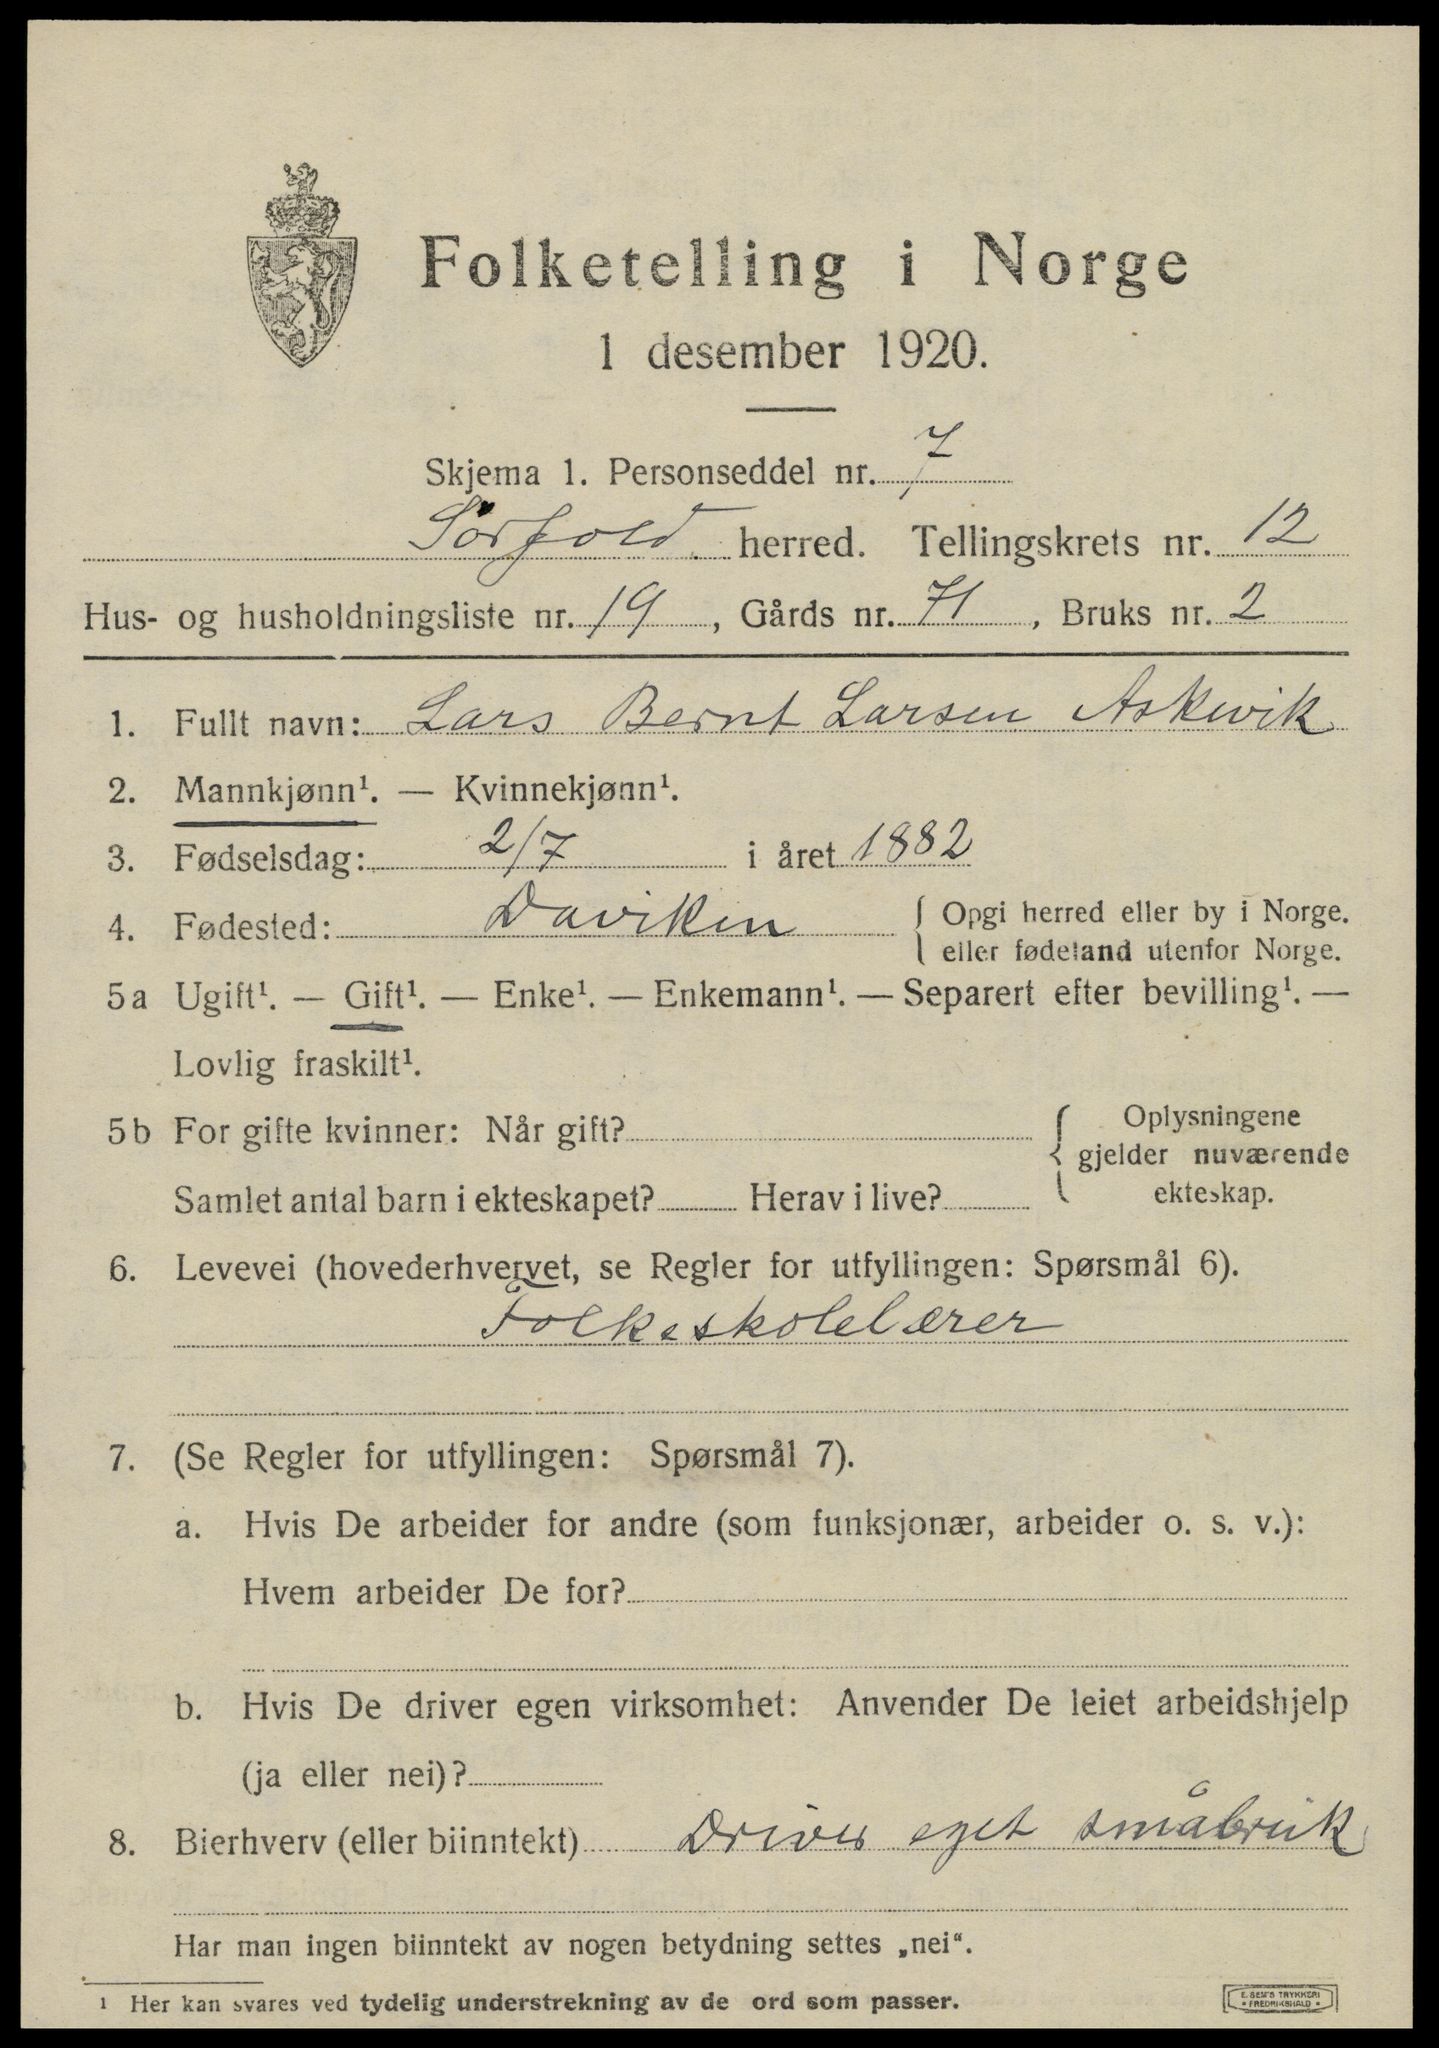 Folketelling i Norge
1 desember 1920.
Skjema 1. Personseddel nr. 7
Sørfold herred. Tellingskrets nr. 12
Hus- og husholdningsliste nr. 19, Gårds nr. 71, Bruks nr. 2
1. Fullt navn: Lars Bernt Larsen Askevik
2. Mannkjønn¹. — Kvinnekjønn¹.
3. Fødselsdag: 2/7 i året 1882
4. Fødested: Daviken { Opgi herred eller by i Norge.
eller fødeland utenfor Norge.
5a Ugift¹. — Gift¹. — Enke¹. — Enkemann¹. — Separert efter bevilling¹. —
Lovlig fraskilt¹.
5b For gifte kvinner: Når gift?
Samlet antal barn i ekteskapet? Herav i live?
{ Oplysningene
gjelder nuværende
ekteskap.
6. Levevei (hovederhvervet, se Regler for utfyllingen: Spørsmål 6).
Folkeskolelærer
7. (Se Regler for utfyllingen: Spørsmål 7).
a. Hvis De arbeider for andre (som funksjonær, arbeider o. s. v.):
Hvem arbeider De for?
b. Hvis De driver egen virksomhet: Anvender De leiet arbeidshjelp
(ja eller nei)?
8. Bierhverv (eller biinntekt) Driver eget småbruk
Har man ingen biinntekt av nogen betydning settes „nei“.
¹ Her kan svares ved tydelig understrekning av de ord som passer.
E. SEM'S TRYKKERI
• FREDRIKSHALD •